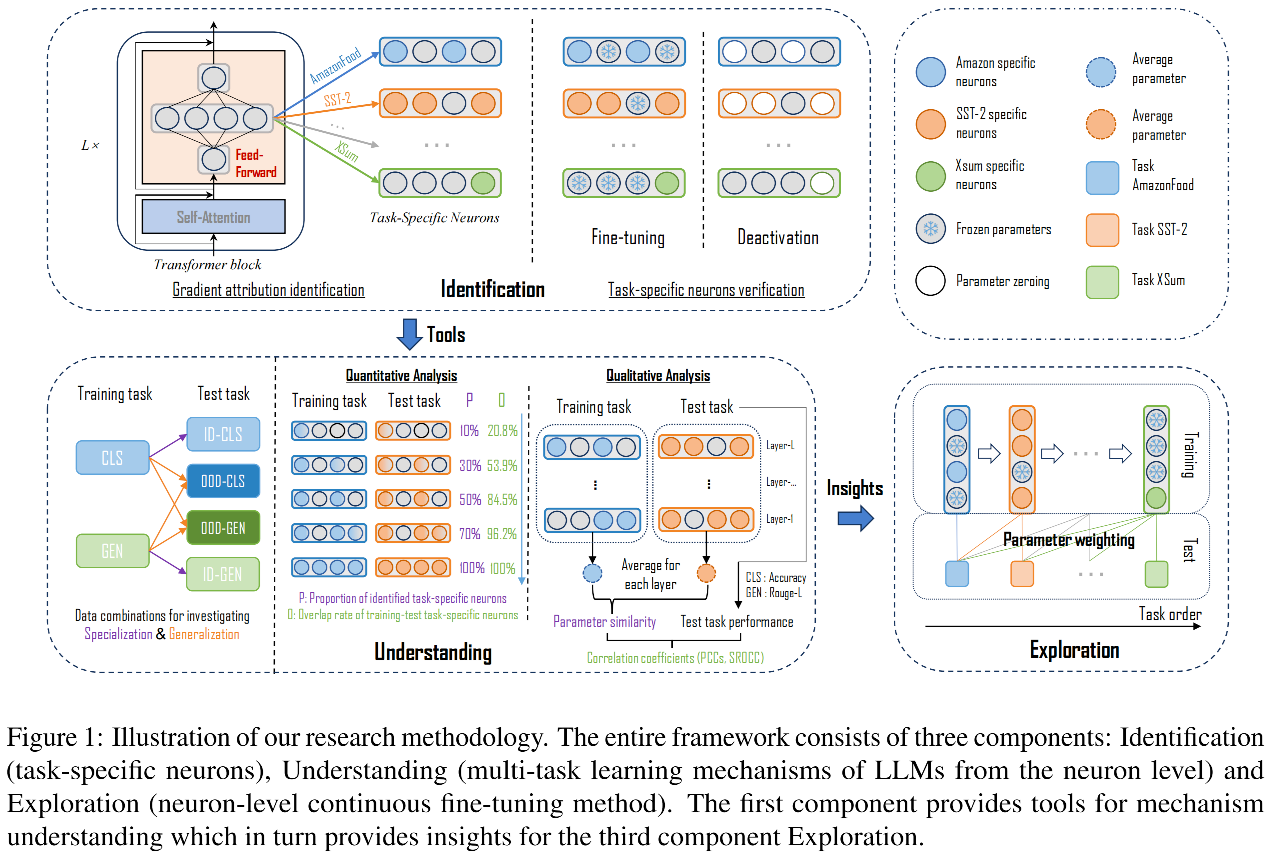 AmazonFood
SST-2
...
XSum
L×
Feed-
Forward
Self-Attention
Transformer block
Task-Specific Neurons
Gradient attribution identification
Identification
Fine-tuning
Deactivation
Task-specific neurons verification
Amazon specific
neurons
SST-2 specific
neurons
Xsum specific
neurons
Frozen parameters
Parameter zeroing
Average
parameter
Average
parameter
Task
AmazonFood
Task SST-2
Task XSum
Tools
Training task
Test task
CLS
GEN
ID-CLS
OOD-CLS
OOD-GEN
ID-GEN
Data combinations for investigating
Specialization & Generalization
Quantitative Analysis
Training task Test task P O
10% 20.8%
30% 53.9%
50% 84.5%
70% 96.2%
100% 100%
P: Proportion of identified task-specific neurons
O: Overlap rate of training-test task-specific neurons
Understanding
Qualitative Analysis
Training task
Test task
Layer-L
Layer-...
Layer-1
Average for
each layer
CLS : Accuracy
GEN : Rouge-L
Parameter similarity
Test task performance
Correlation coefficients (PCCs, SROCC)
Insights
Training
Parameter weighting
Test
Task order
Exploration
Figure 1: Illustration of our research methodology. The entire framework consists of three components: Identification
(task-specific neurons), Understanding (multi-task learning mechanisms of LLMs from the neuron level) and
Exploration (neuron-level continuous fine-tuning method). The first component provides tools for mechanism
understanding which in turn provides insights for the third component Exploration.